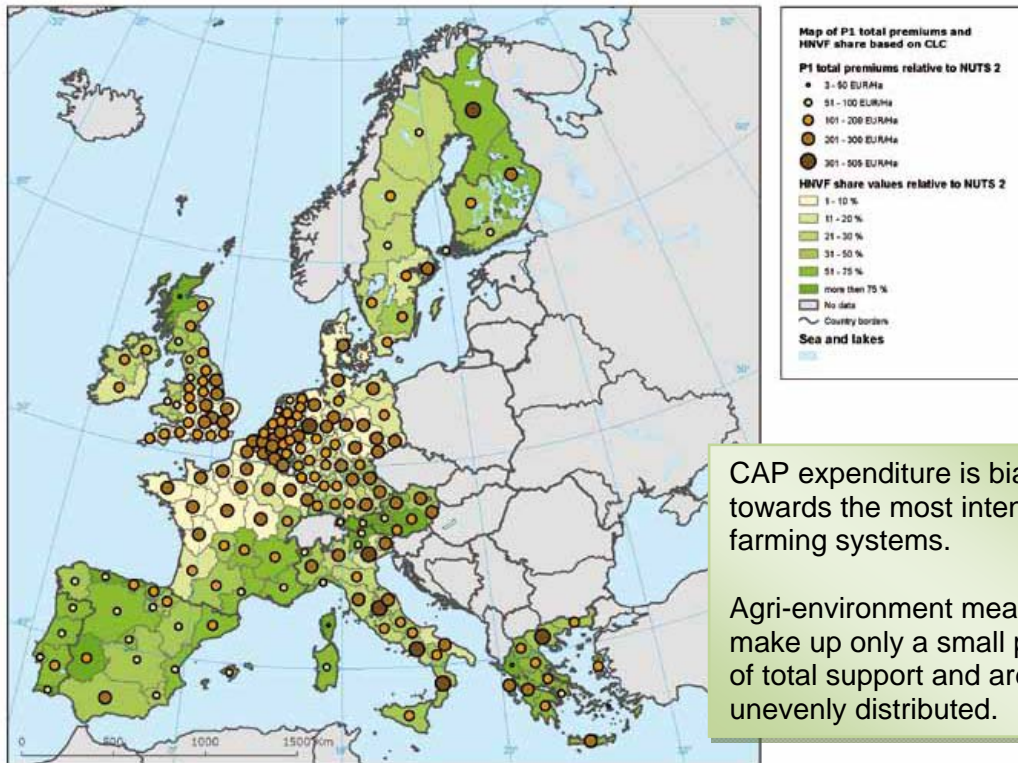 Map of P1 total premiums and
HNVF share based on CLC
P1 total premiums relative to NUTS 2
3 - 50 EUR/Ha
51 - 100 EUR/Ha
101 - 200 EUR/Ha
201 - 300 EUR/Ha
301 - 505 EUR/Ha
HNVF share values relative to NUTS 2
1 - 10 %
11 - 20 %
21 - 30 %
31 - 50 %
51 - 75 %
more then 75 %
No data
Country borders
Sea and lakes
CAP expenditure is
towards the most
farming systems.
Agri-environment
make up only a small
of total support and
unevenly distributed.
0 500 1000 1500 Km